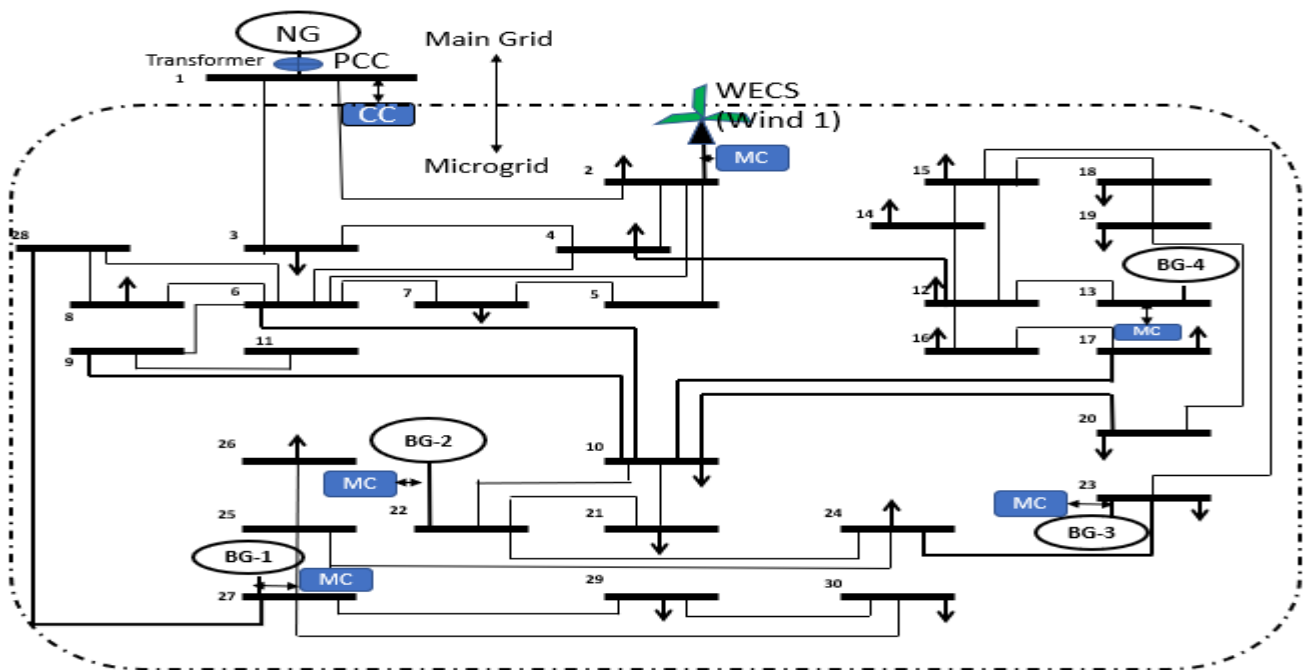 NG
Transformer
PCC
Main Grid
1
CC
WECS
(Wind 1)
Microgrid
MC
2
15
18
14
19
28
3
4
BG-4
6
7
5
12
13
8
MC
11
16
17
9
20
26
BG-2
10
MC
23
MC
25
22
21
24
BG-3
BG-1
MC
29
30
27